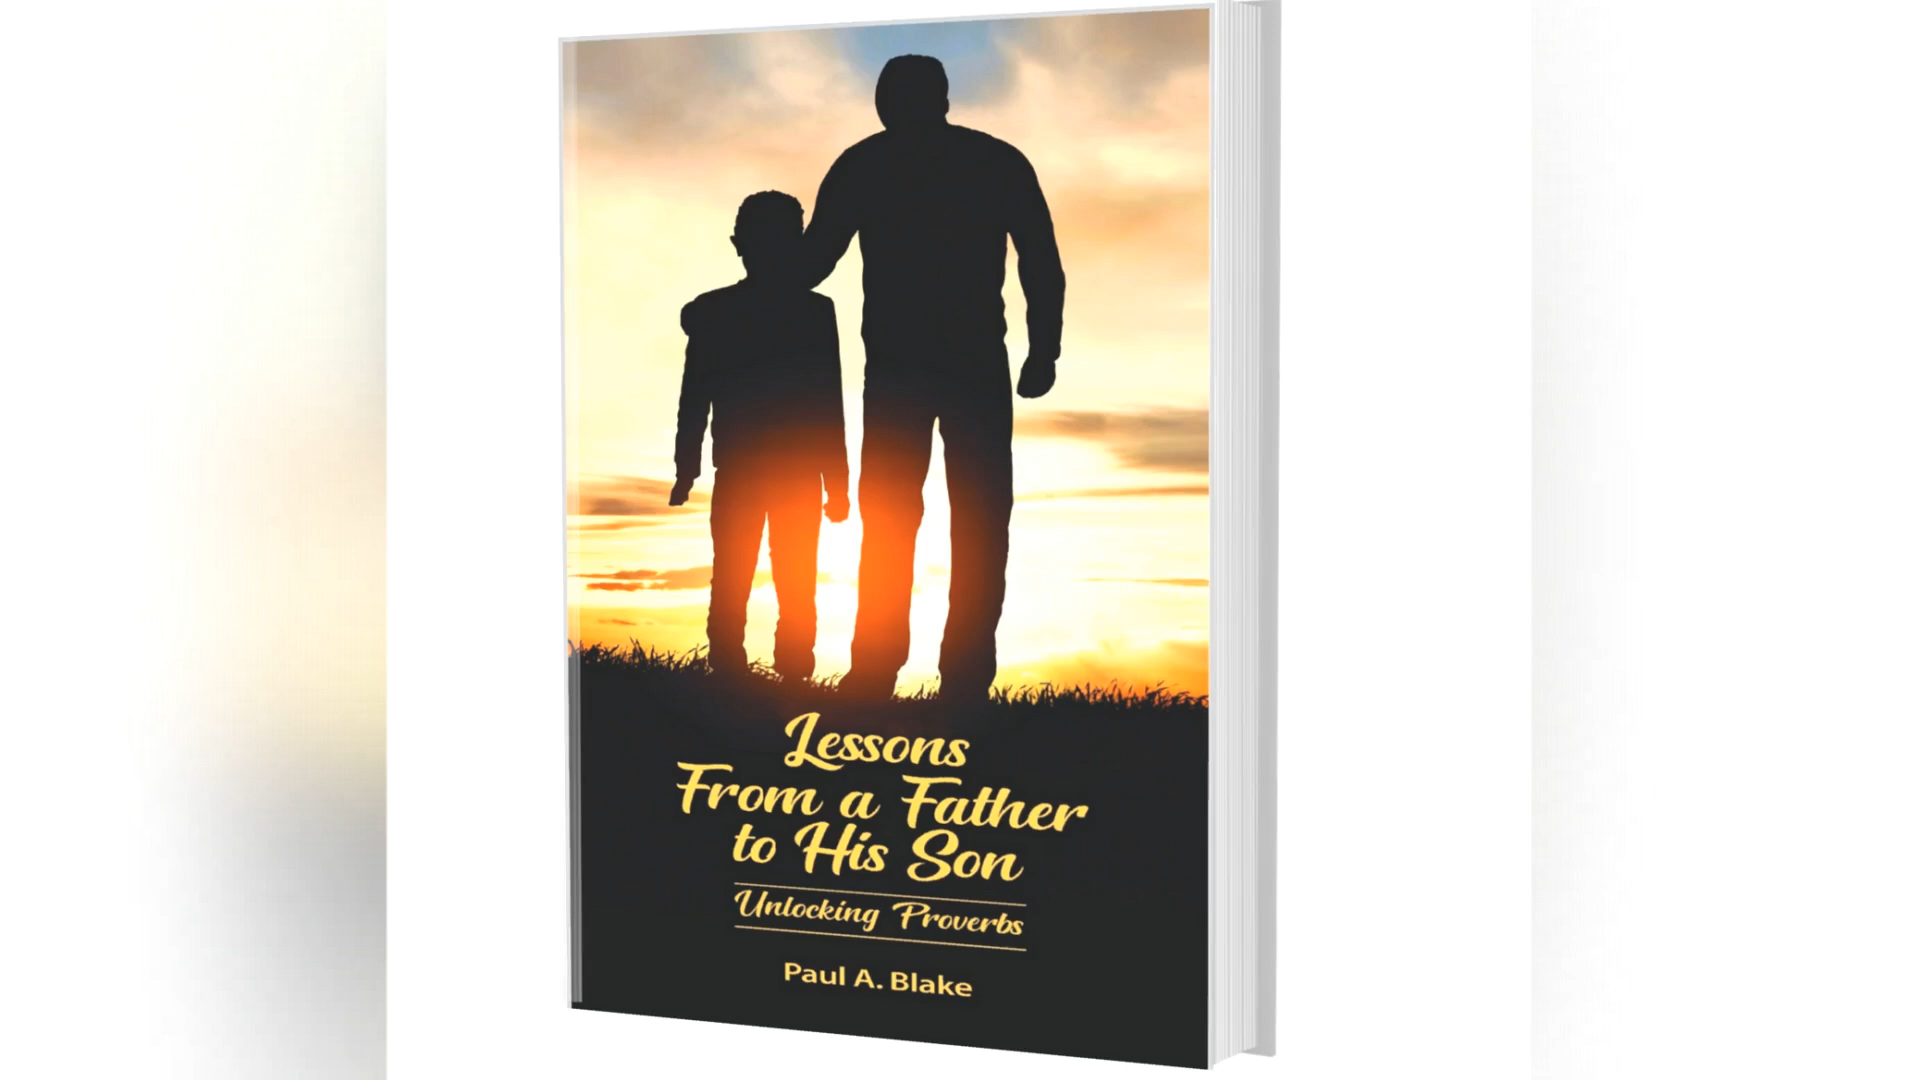 Lessons
From a Father
to His Son
Unlocking Proverbs
Paul A. Blake